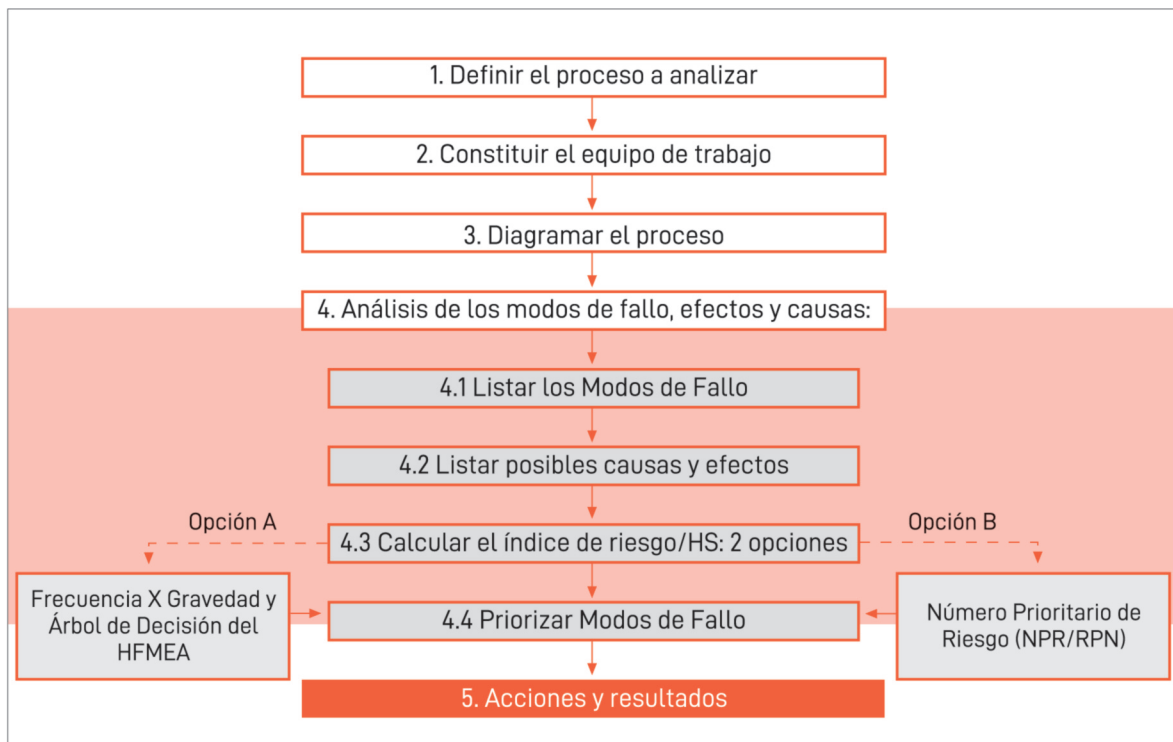 1. Definir el proceso a analizar
2. Constituir el equipo de trabajo
3. Diagramar el proceso
4. Análisis de los modos de fallo, efectos y causas:
4.1 Listar los Modos de Fallo
4.2 Listar posibles causas y efectos
Opción A
Opción B
4.3 Calcular el índice de riesgo/HS: 2 opciones
Frecuencia X Gravedad y
Árbol de Decisión del
HFMEA
4.4 Priorizar Modos de Fallo
Número Prioritario de
Riesgo (NPR/RPN)
5. Acciones y resultados